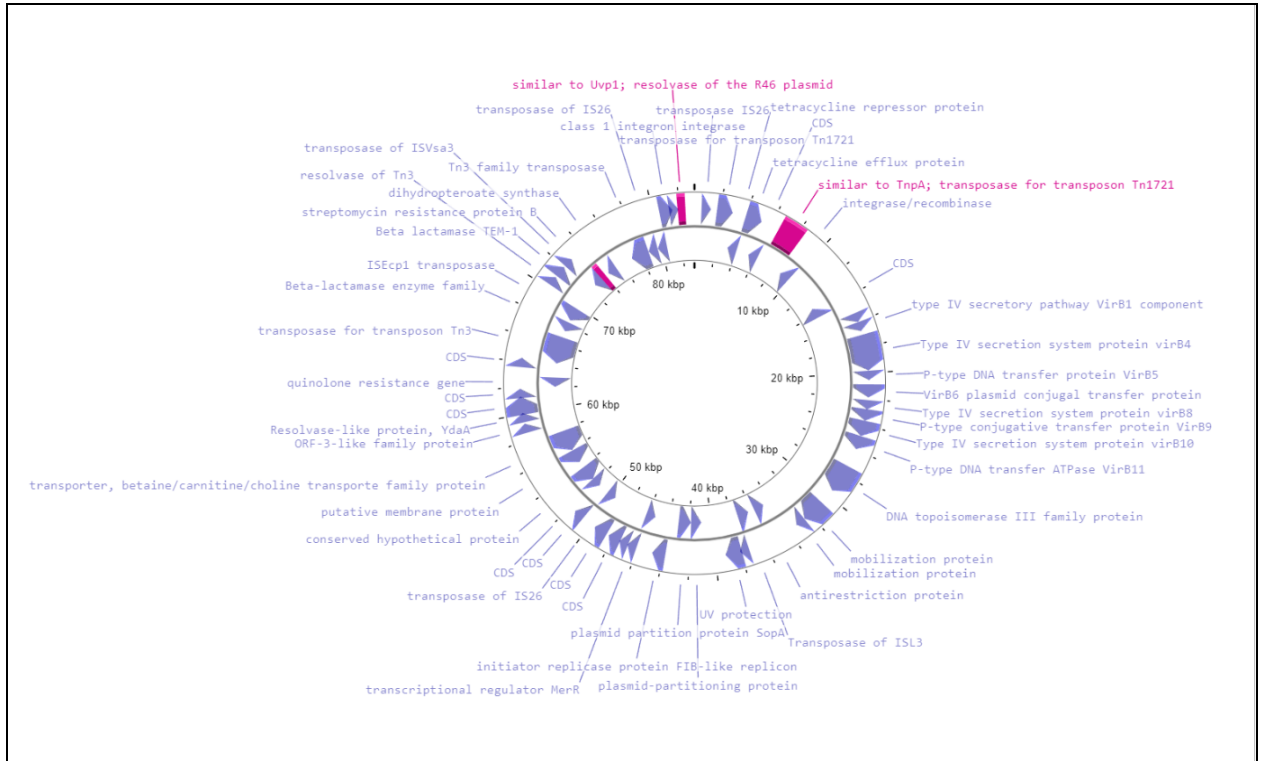 similar to Uvp1; resolvase of the R46 plasmid
transposase of IS26
transposase IS26
tetracycline repressor protein
class 1 integron integrase
CDS
transposase for transposon Tn1721
transposase of ISVsa3
Tn3 family transposase
tetracycline efflux protein
resolvase of Tn3
similar to TnpA; transposase for transposon Tn1721
dihydropteroate synthase
integrase/recombinase
streptomycin resistance protein B
Beta lactamase TEM-1
ISEcp1 transposase
CDS
Beta-lactamase enzyme family
80 kbp
type IV secretory pathway VirB1 component
10 kbp
transposase for transposon Tn3
70 kbp
Type IV secretion system protein virB4
CDS
P-type DNA transfer protein VirB5
20 kbp
quinolone resistance gene
VirB6 plasmid conjugal transfer protein
CDS
60 kbp
CDS
Type IV secretion system protein virB8
Resolvase-like protein, YdaA
P-type conjugative transfer protein VirB9
ORF-3-like family protein
Type IV secretion system protein virB10
30 kbp
50 kbp
P-type DNA transfer ATPase VirB11
transporter, betaine/carnitine/choline transporte family protein
40 kbp
putative membrane protein
DNA topoisomerase III family protein
conserved hypothetical protein
mobilization protein
CDS
CDS
mobilization protein
CDS
transposase of IS26
antirestriction protein
CDS
UV protection
plasmid partition protein SopA
Transposase of ISL3
initiator replicase protein FIB-like replicon
transcriptional regulator MerR
plasmid-partitioning protein